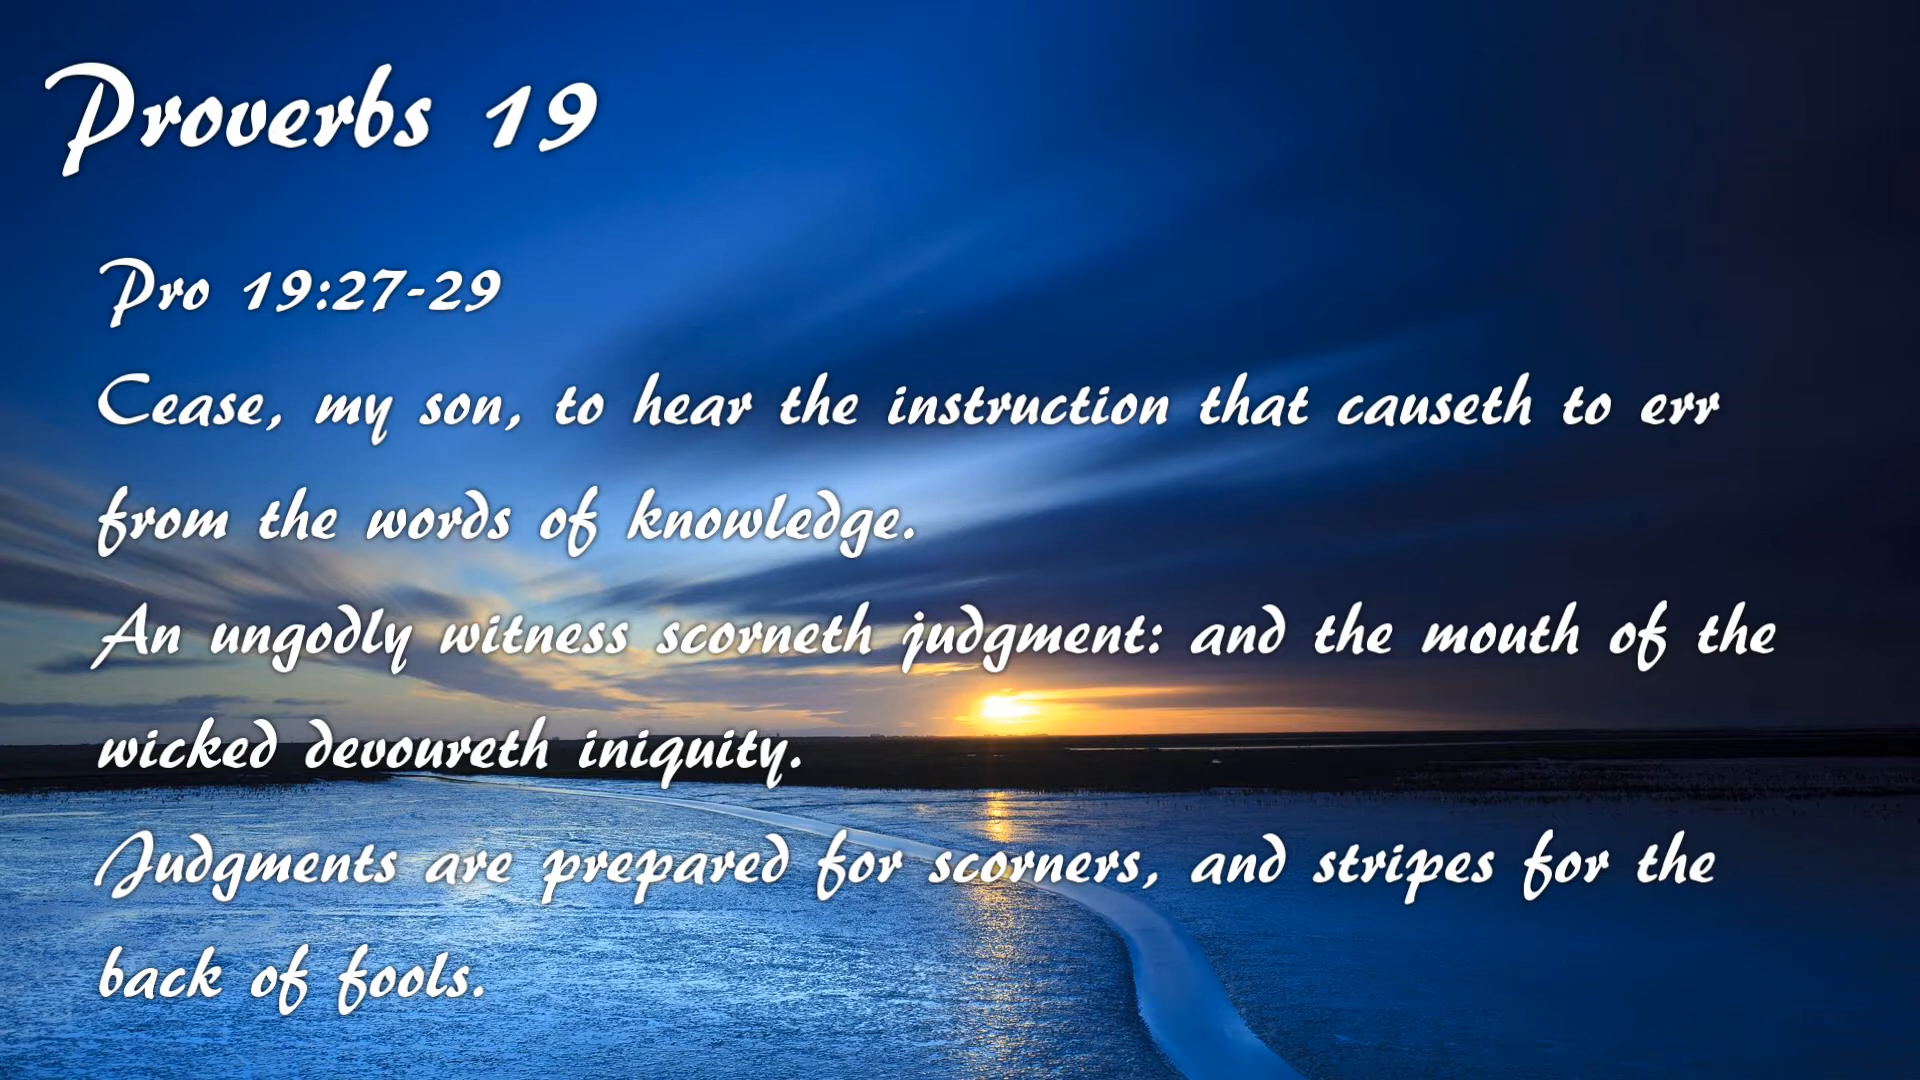 Proverbs 19
Pro 19:27-29
Cease, my son, to hear the instruction that causeth to err
from the words of knowledge.
An ungodly witness scorneth judgment: and the mouth of the
wicked devoureth iniquity.
Judgments are prepared for scorners, and stripes for the
back of fools.